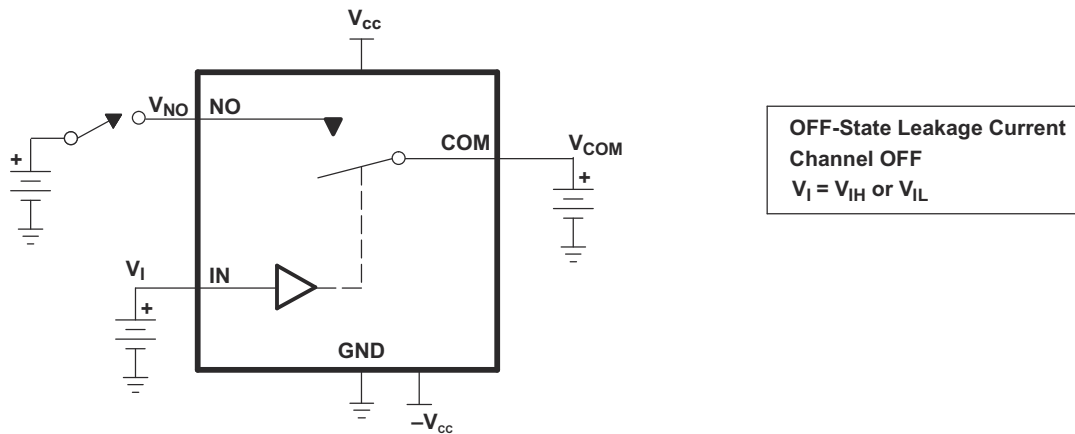 Vcc
VNO NO
COM
VCOM
+
+
VI
IN
+
GND
–Vcc
OFF-State Leakage Current
Channel OFF
VI = VIH or VIL